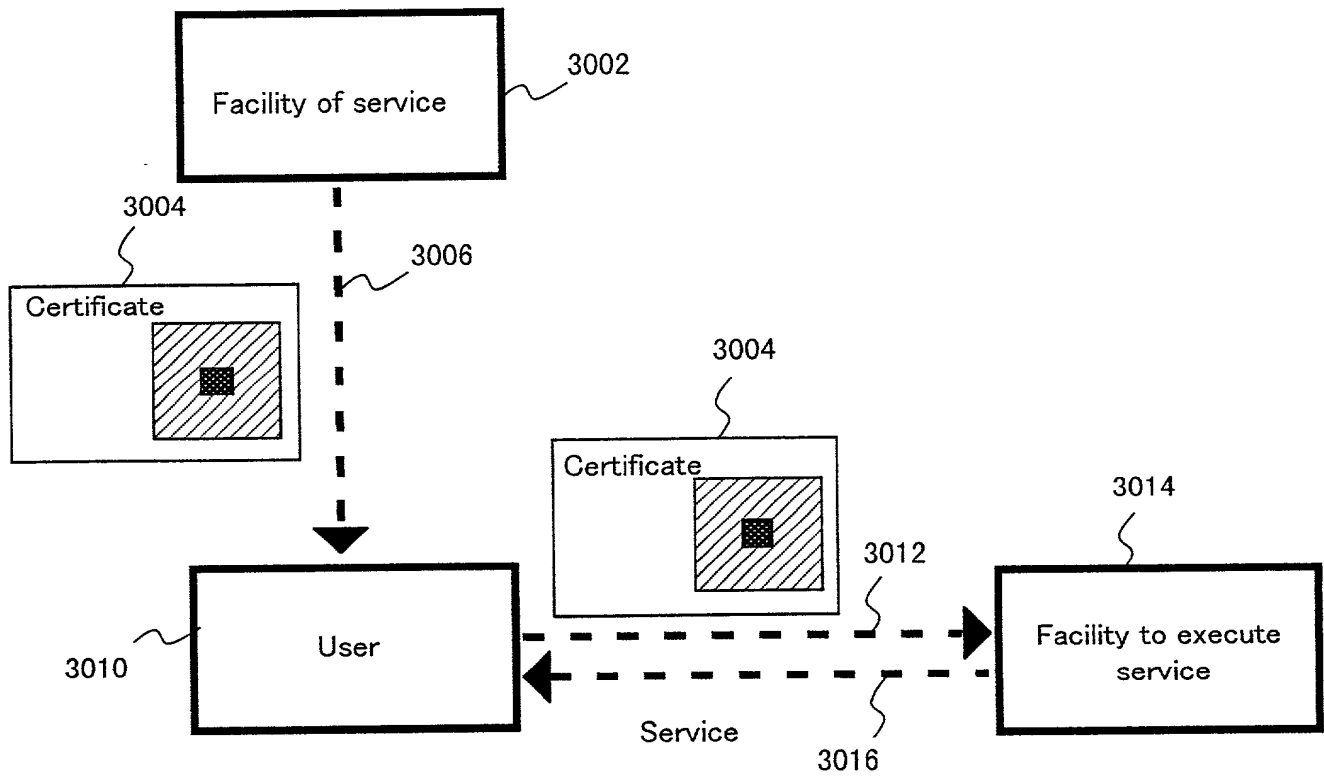 3002
Facility of service
3004
3006
Certificate
3004
Certificate
3014
3012
User
Facility to execute
service
3010
Service
3016